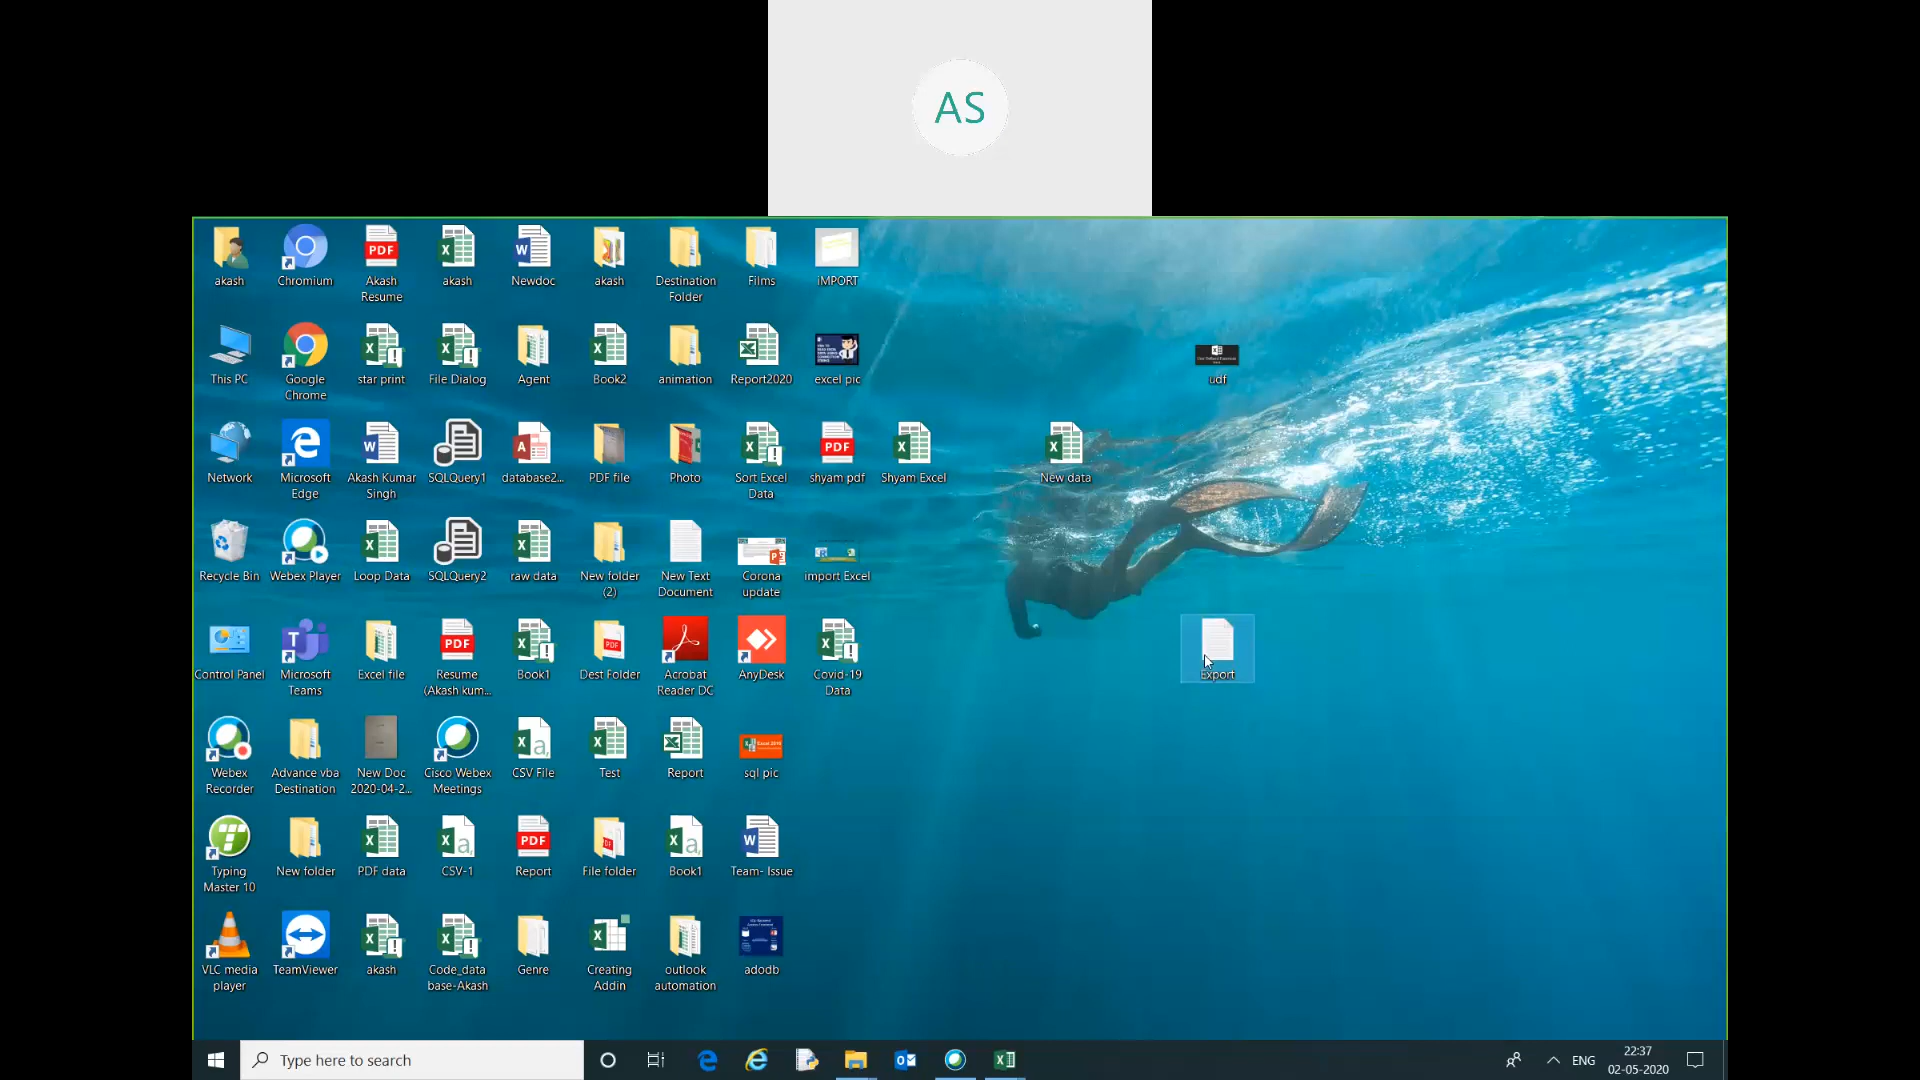 AS
akash
Chromium
Akash
Resume
akash
Newdoc
akash
Destination
Folder
Films
iMPORT
This PC
Google
Chrome
star print
File Dialog
Agent
Book2
animation
Report2020
excel pic
udf
Network
Microsoft
Edge
Akash Kumar
Singh
SQLQuery1
database2...
PDF file
Photo
Sort Excel
Data
shyam pdf
Shyam Excel
New data
Recycle Bin
Webex Player
Loop Data
SQLQuery2
raw data
New folder
(2)
New Text
Document
Corona
update
import Excel
Control Panel
Microsoft
Teams
Excel file
Resume
(Akash kum...
Book1
Dest Folder
Acrobat
Reader DC
AnyDesk
Covid-19
Data
Export
Webex
Recorder
Advance vba
Destination
New Doc
2020-04-2...
Cisco Webex
Meetings
CSV File
Test
Report
sql pic
Typing
Master 10
New folder
PDF data
CSV-1
Report
File folder
Book1
Team- Issue
VLC media
player
TeamViewer
akash
Code_data
base-Akash
Genre
Creating
Addin
outlook
automation
adodb
Type here to search
ENG
22:37
02-05-2020